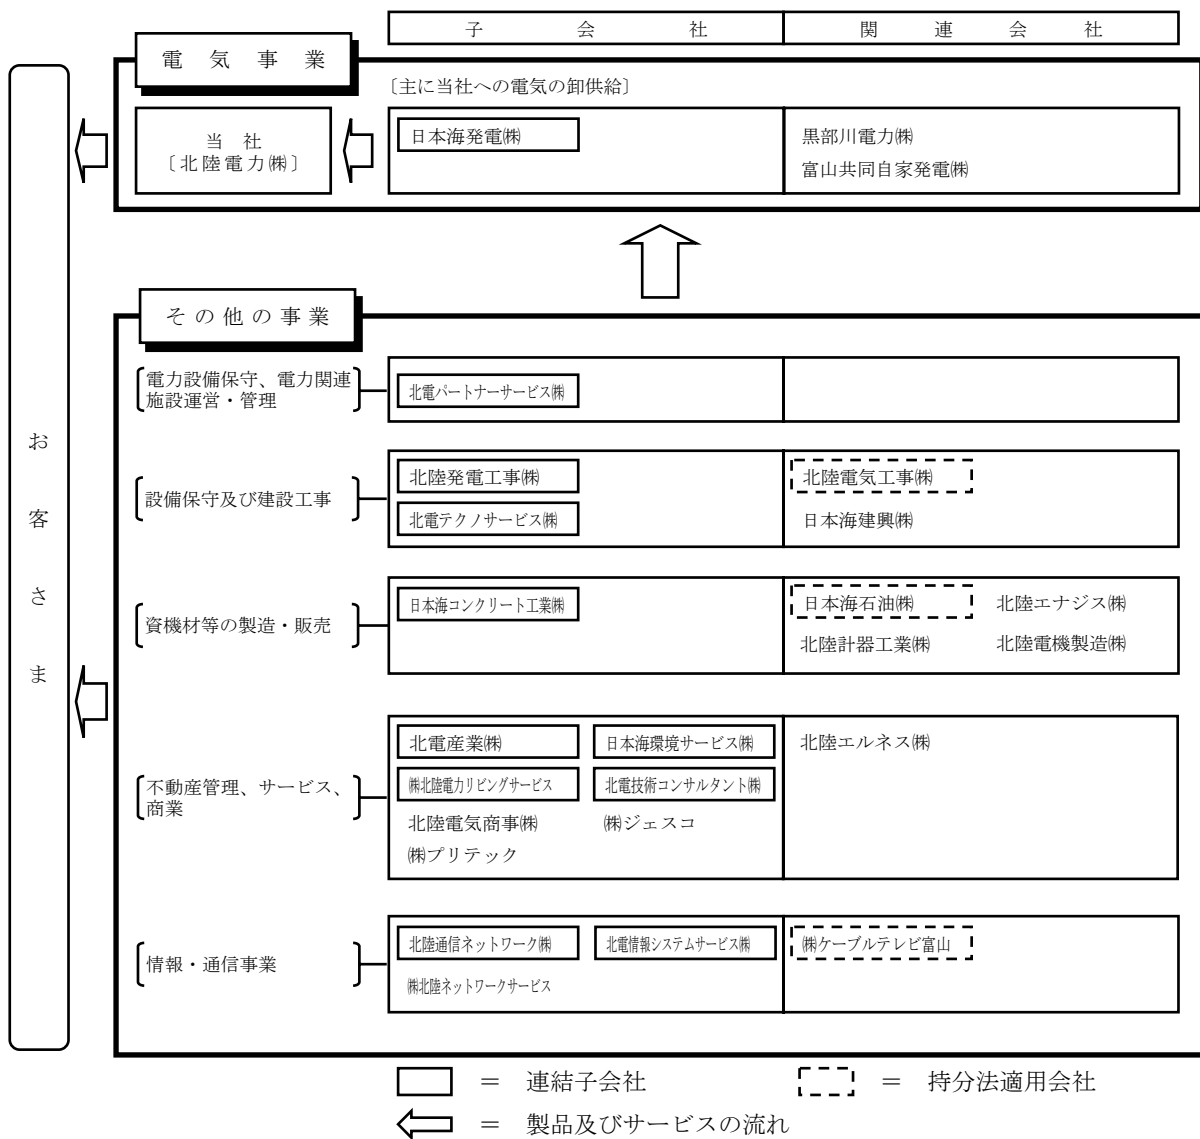 子会社 関連会社
電気事業
〔主に当社への電気の卸供給〕
当社
〔北陸電力㈱〕
日本海発電㈱
黒部川電力㈱
富山共同自家発電㈱
お客さま
その他の事業
電力設備保守、電力関連
施設運営・管理
北電パートナーサービス㈱
設備保守及び建設工事
北陸発電工事㈱
北電テクノサービス㈱
北陸電気工事㈱
日本海建興㈱
資機材等の製造・販売
日本海コンクリート工業㈱
日本海石油㈱ 北陸エナジス㈱
北陸計器工業㈱ 北陸電機製造㈱
不動産管理、サービス、
商業
北電産業㈱ 日本海環境サービス㈱
㈱北陸電力リビングサービス 北電技術コンサルタント㈱
北陸電気商事㈱ ㈱ジェスコ
㈱プリテック
北陸エルネス㈱
情報・通信事業
北陸通信ネットワーク㈱ 北電情報システムサービス㈱
㈱北陸ネットワークサービス
㈱ケーブルテレビ富山
＝ 連結子会社 ＝ 持分法適用会社
＝ 製品及びサービスの流れ